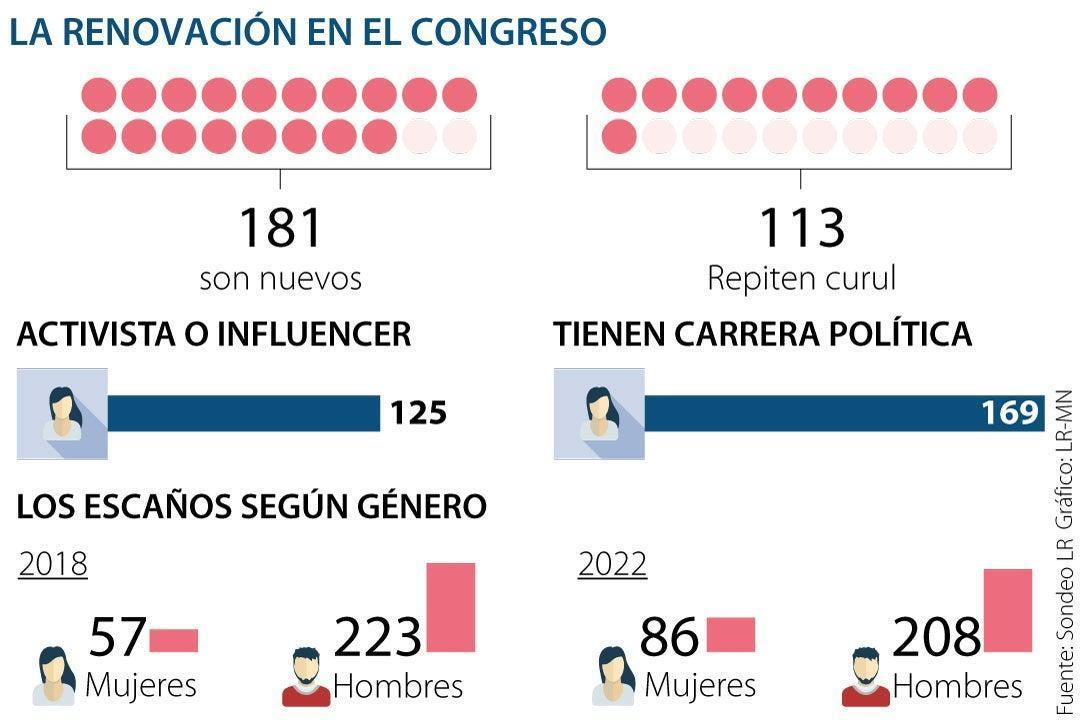 LA RENOVACIÓN EN EL CONGRESO
181
son nuevos
113
Repiten curul
ACTIVISTA O INFLUENCER
125
TIENEN CARRERA POLÍTICA
169
LOS ESCAÑOS SEGÚN GÉNERO
2018
57
Mujeres
223
Hombres
2022
86
Mujeres
208
Hombres
Fuente: Sondeo LR Gráfico: LR-MN